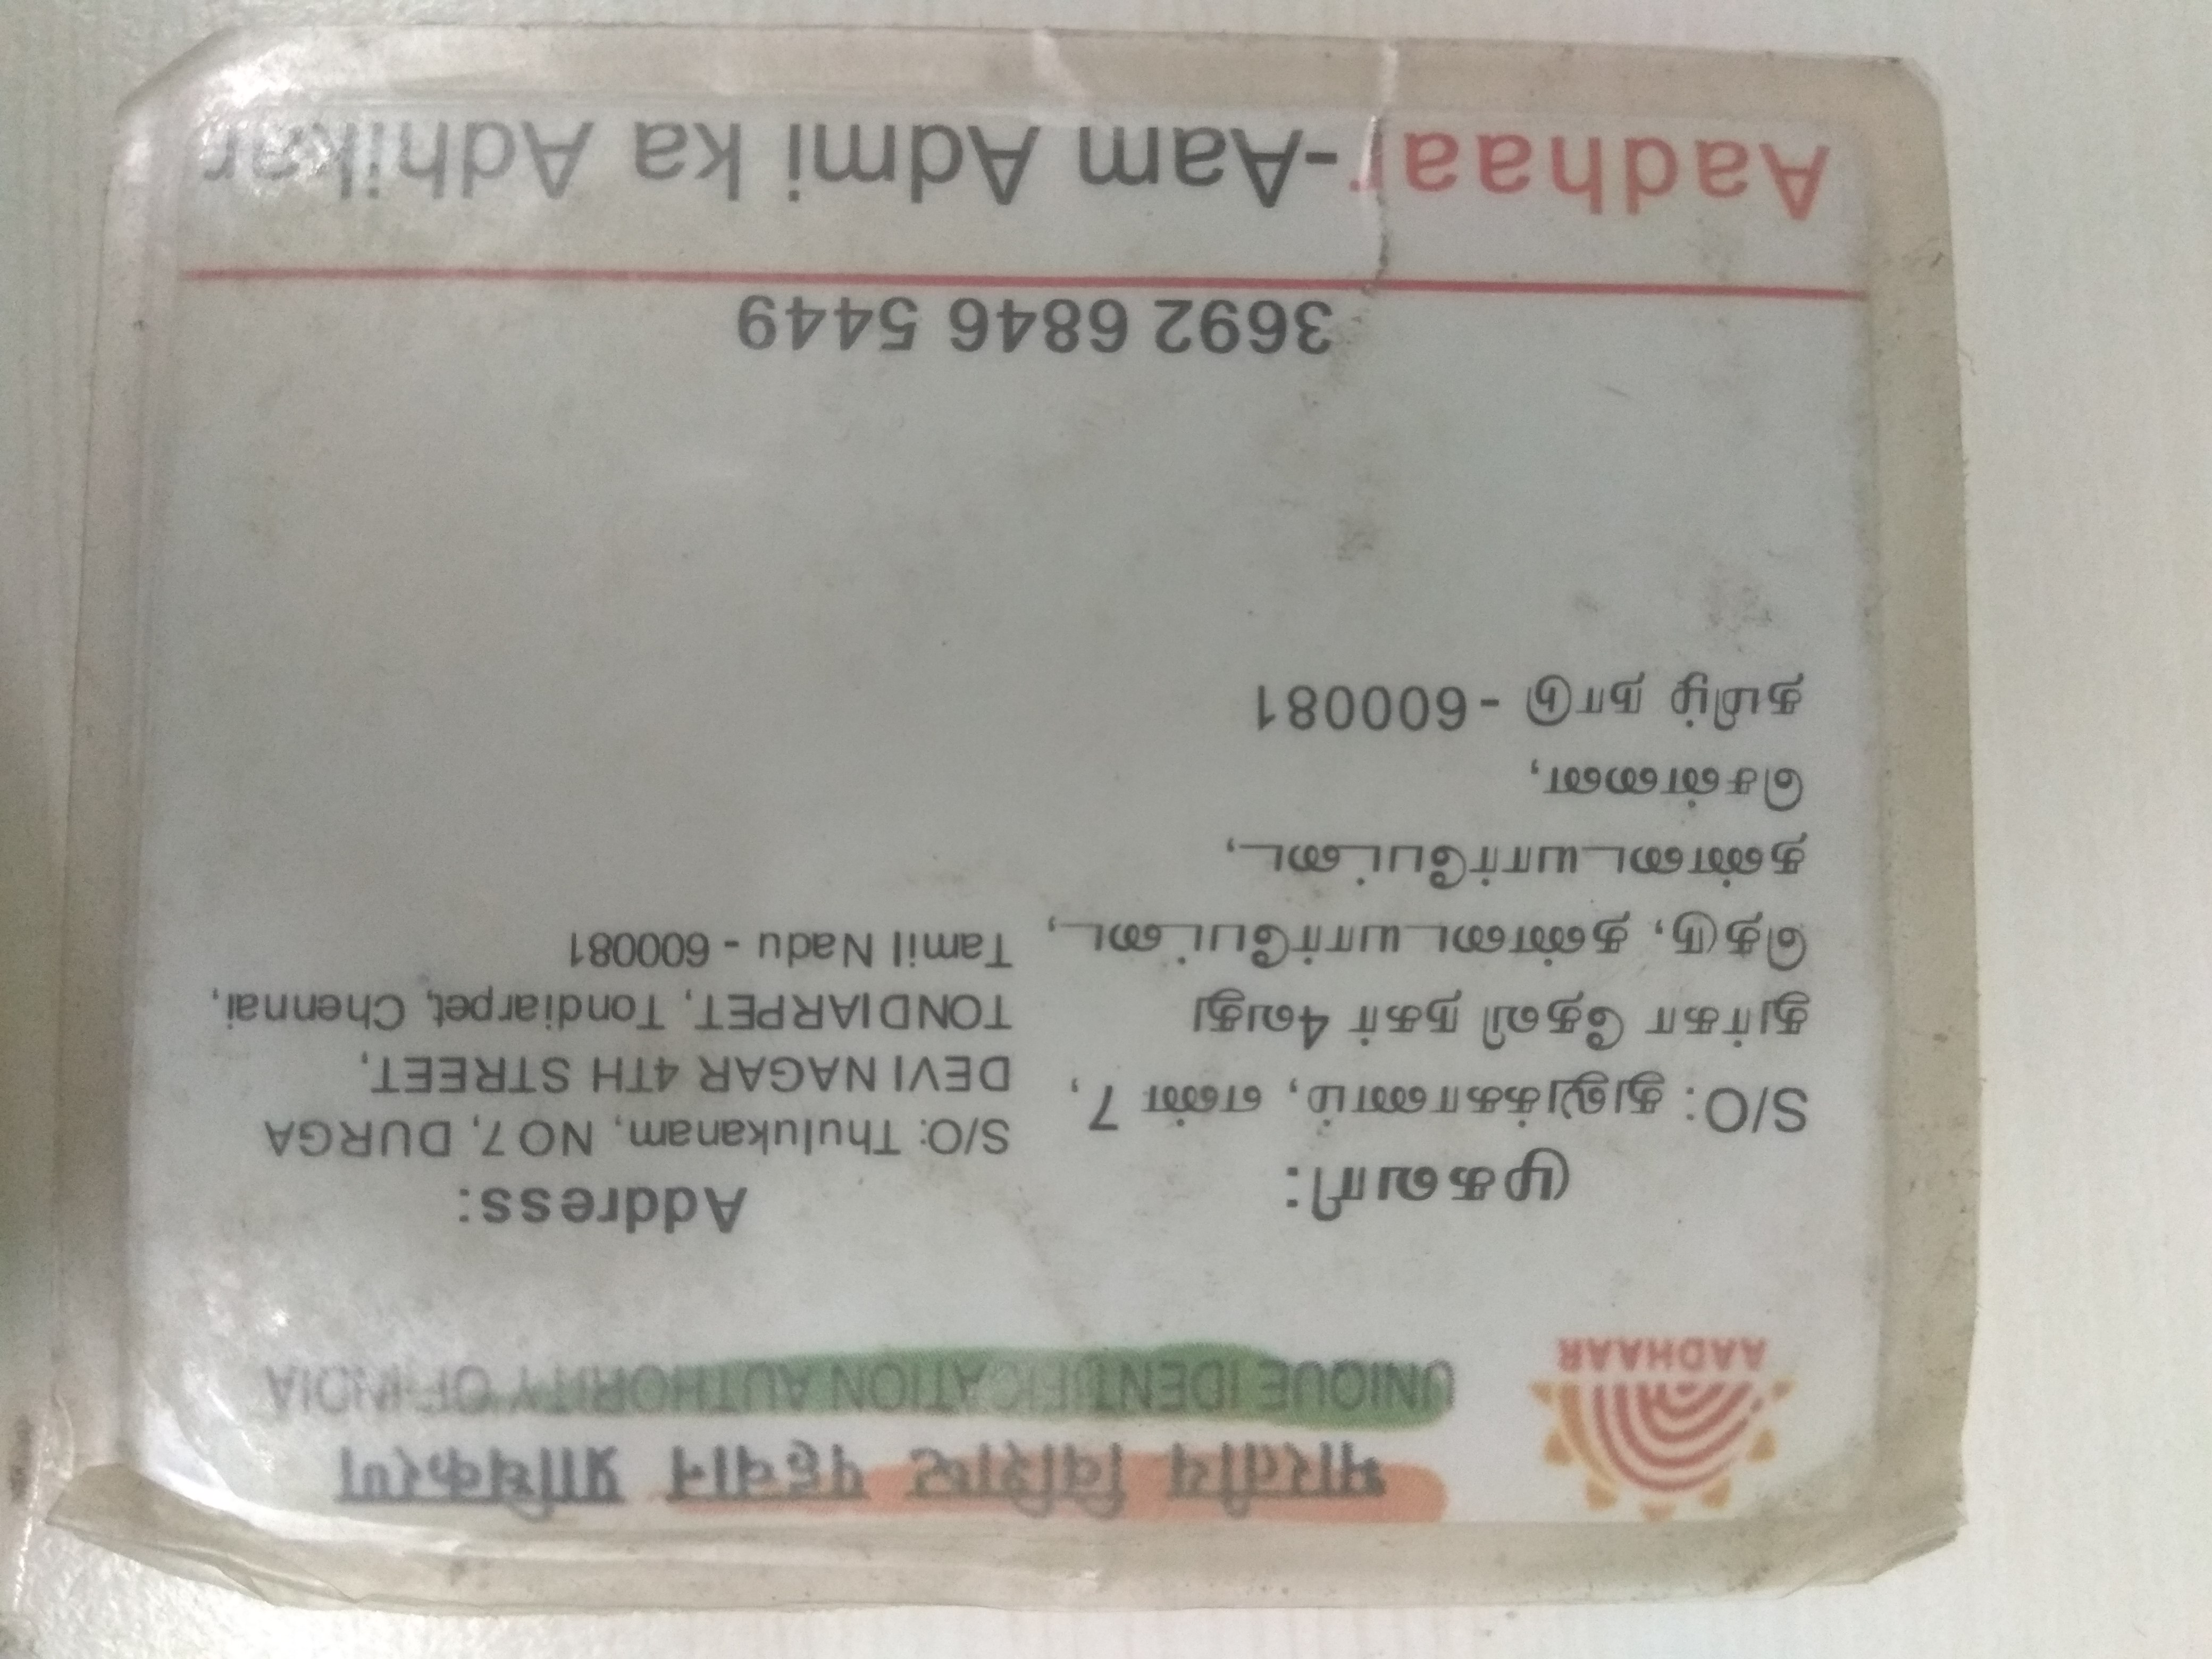 भारतीय विशिष्ट पहचान प्राधिकरण
UNIQUE IDENTIFICATION AUTHORITY OF INDIA
AADHAAR
முகவரி:
S/O: துலுக்காணம், எண் 7,
துர்கா தேவி நகர் 4வது
தெரு, தண்டையார்பேட்டை,
தண்டையார்பேட்டை,
சென்னை,
தமிழ் நாடு - 600081
Address:
S/O: Thulukanam, NO 7, DURGA
DEVI NAGAR 4TH STREET,
TONDIARPET, Tondiarpet, Chennai,
Tamil Nadu - 600081
3692 6846 5449
Aadhaar-Aam Admi ka Adhikar